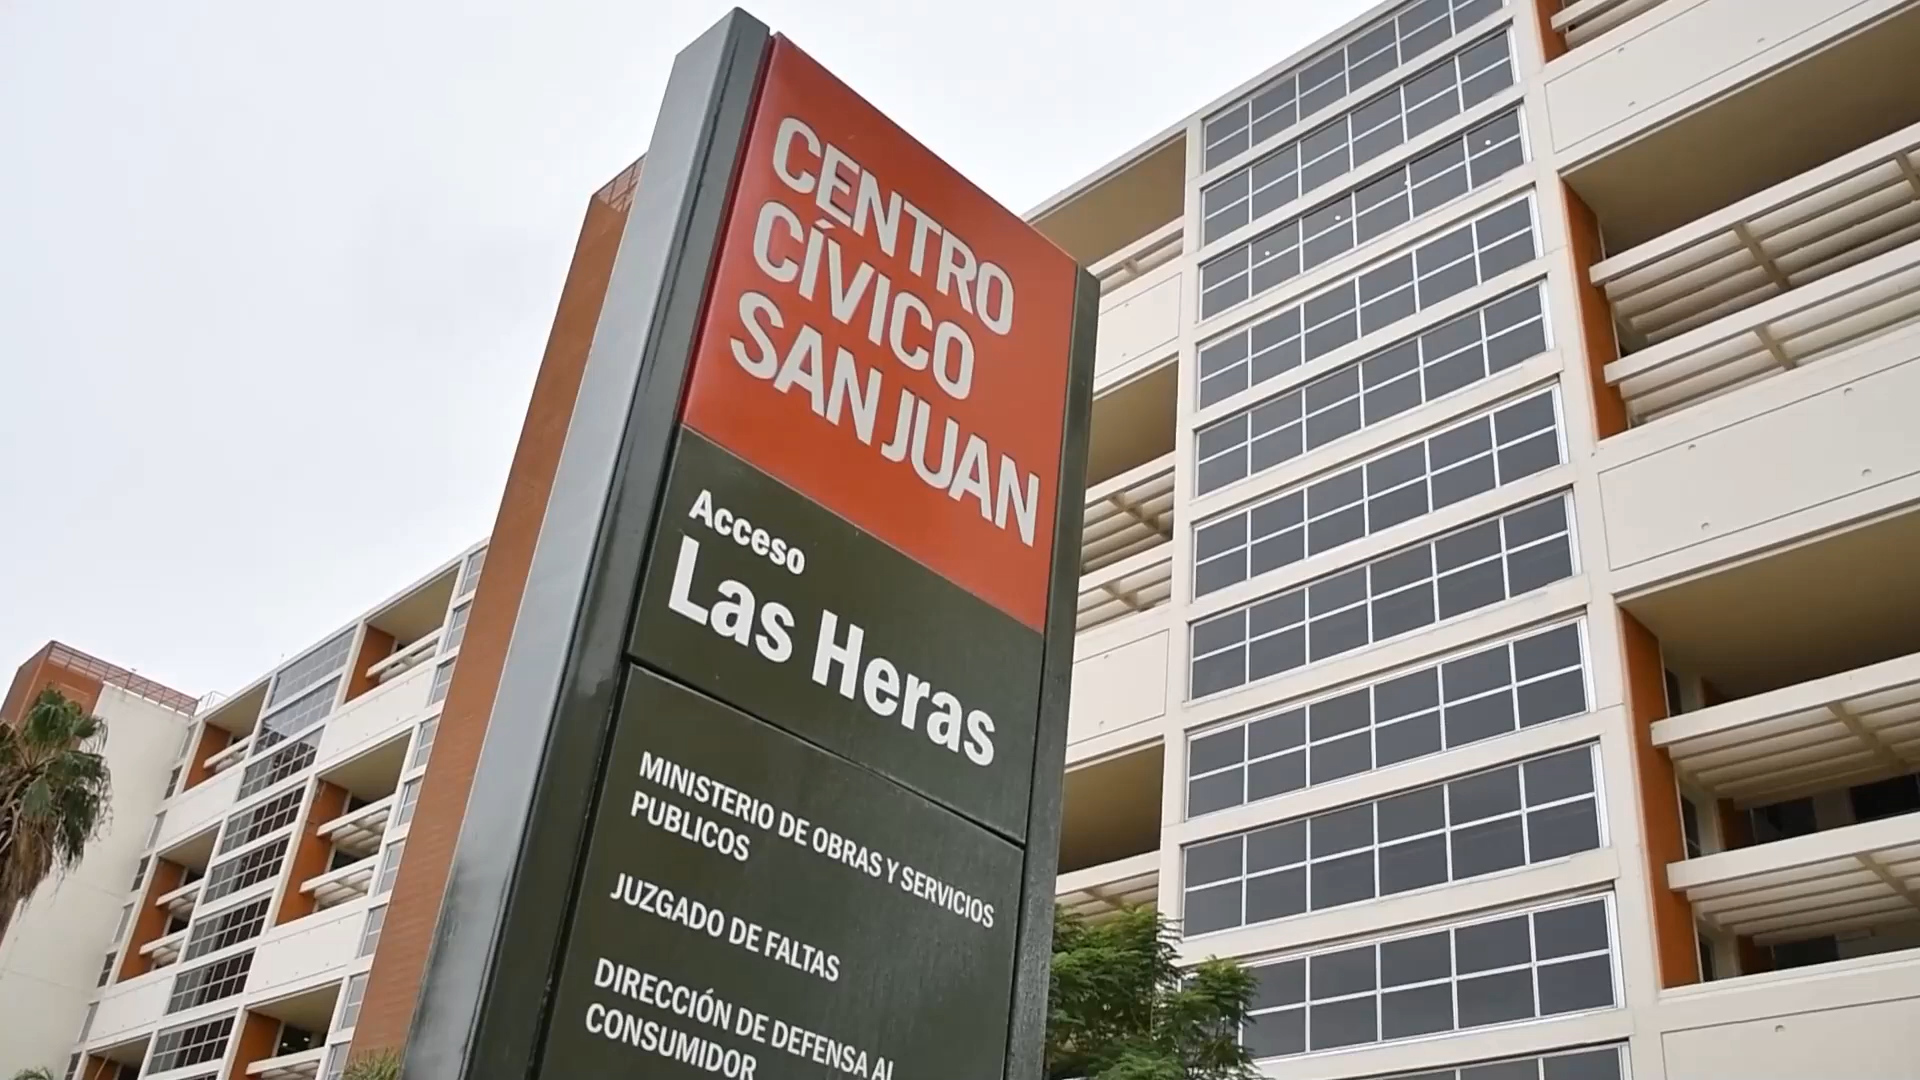 CENTRO
CÍVICO
SAN JUAN
Acceso
Las Heras
MINISTERIO DE OBRAS Y SERVICIOS
PUBLICOS
JUZGADO DE FALTAS
DIRECCIÓN DE DEFENSA AL
CONSUMIDOR